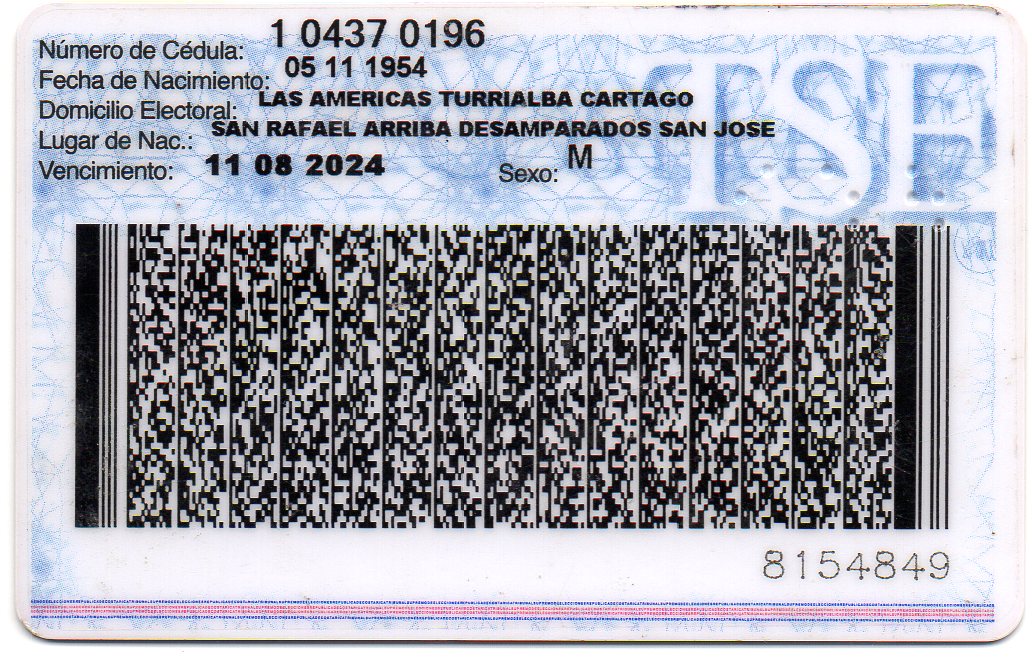 Número de Cédula: 1 0437 0196
Fecha de Nacimiento: 05 11 1954
Domicilio Electoral: LAS AMERICAS TURRIALBA CARTAGO
Lugar de Nac.: SAN RAFAEL ARRIBA DESAMPARADOS SAN JOSE
Vencimiento: 11 08 2024 Sexo: M
TSE
8154849